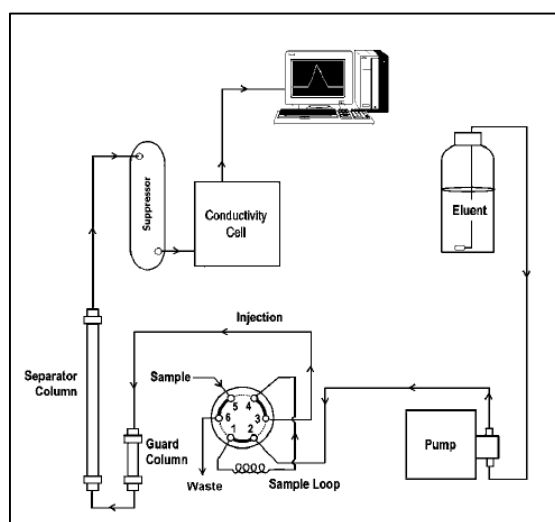 Suppressor
Conductivity
Cell
Eluent
Injection
Separator
Column
Sample
5 4
6 3
1 2
Guard
Column
Pump
Waste
Sample Loop